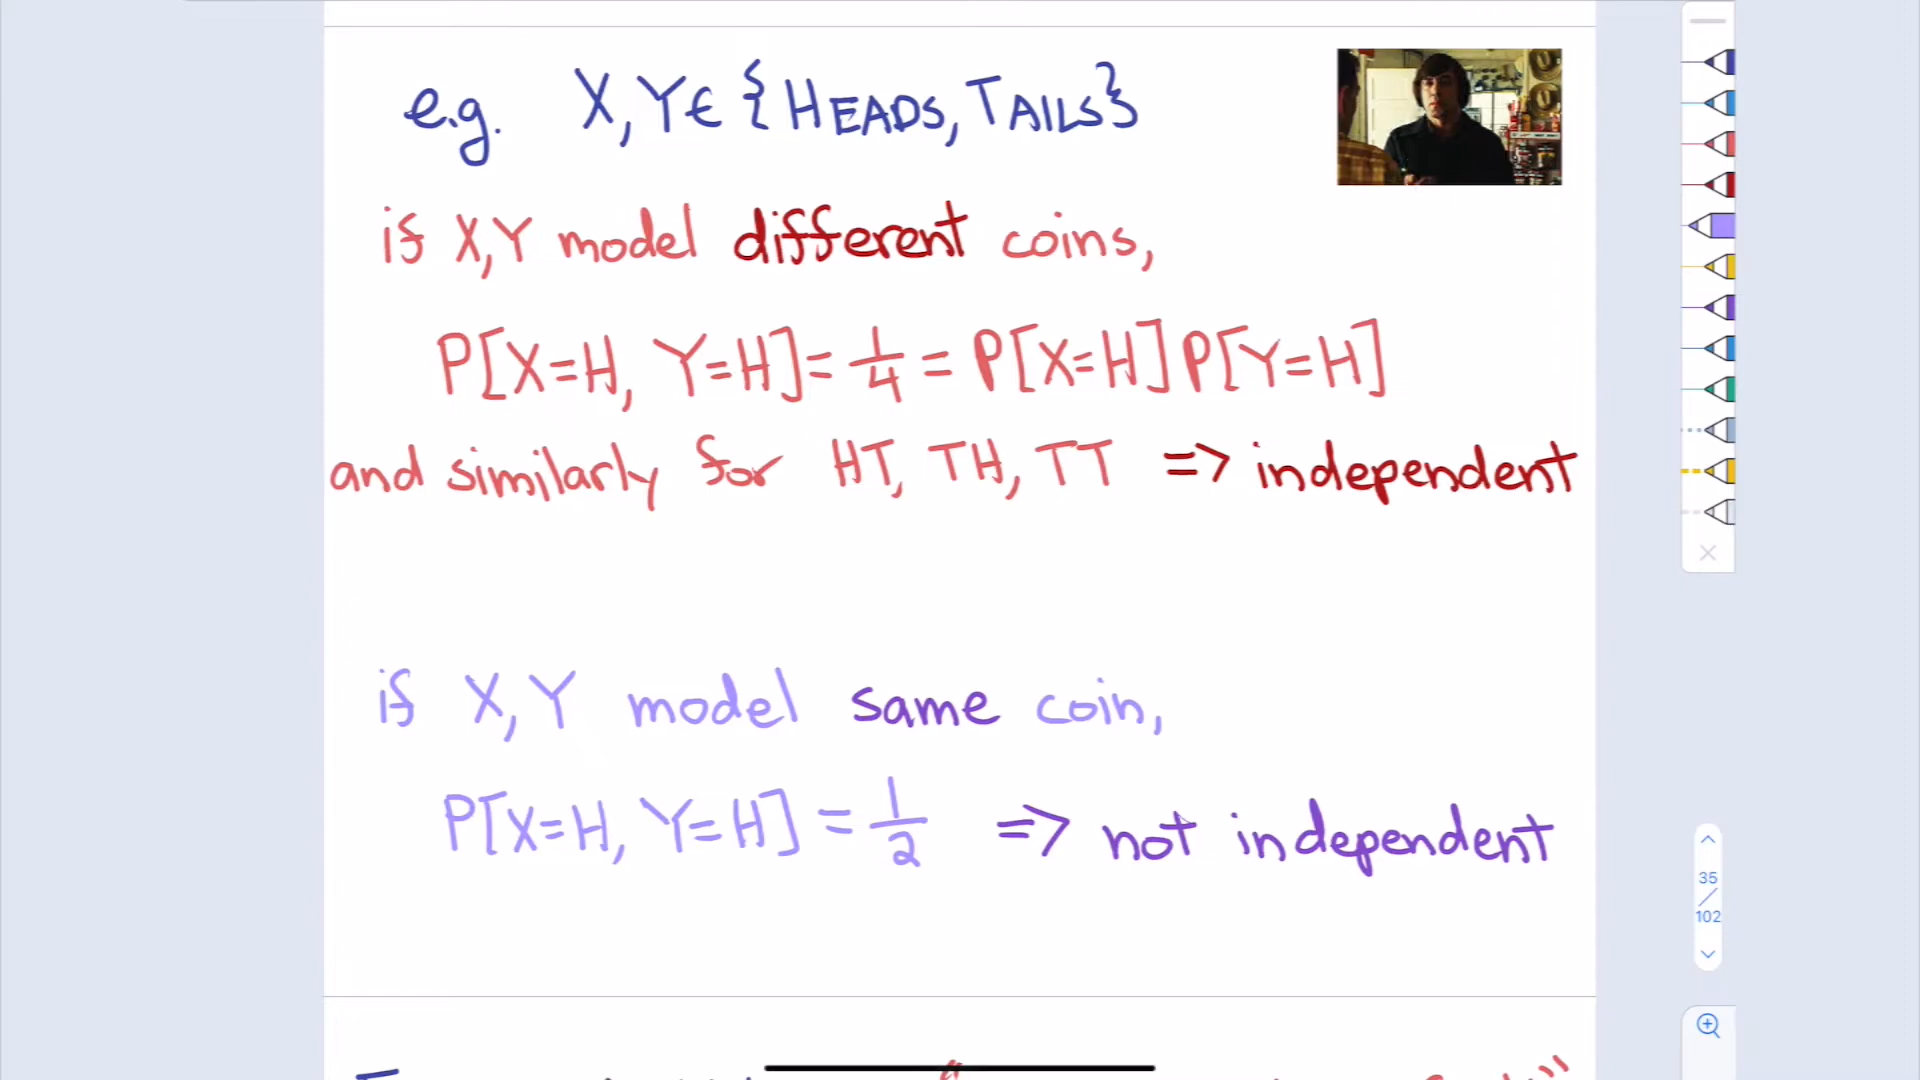 e.g. X, Y ∈ {HEADS, TAILS}
if X, Y model different coins,
P[X=H, Y=H] = 1/4 = P[X=H] P[Y=H]
and similarly for HT, TH, TT => independent
if X, Y model same coin,
P[X=H, Y=H] = 1/2 => not independent
35
/
102